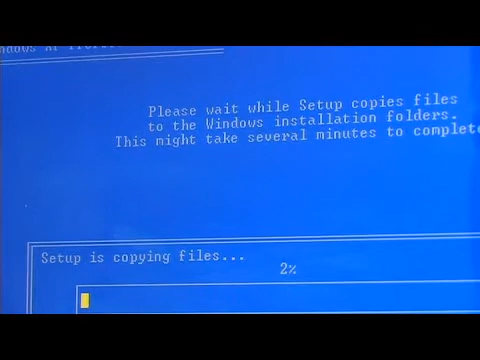 Please wait while Setup copies files
to the Windows installation folders.
This might take several minutes to complete
Setup is copying files...
2%